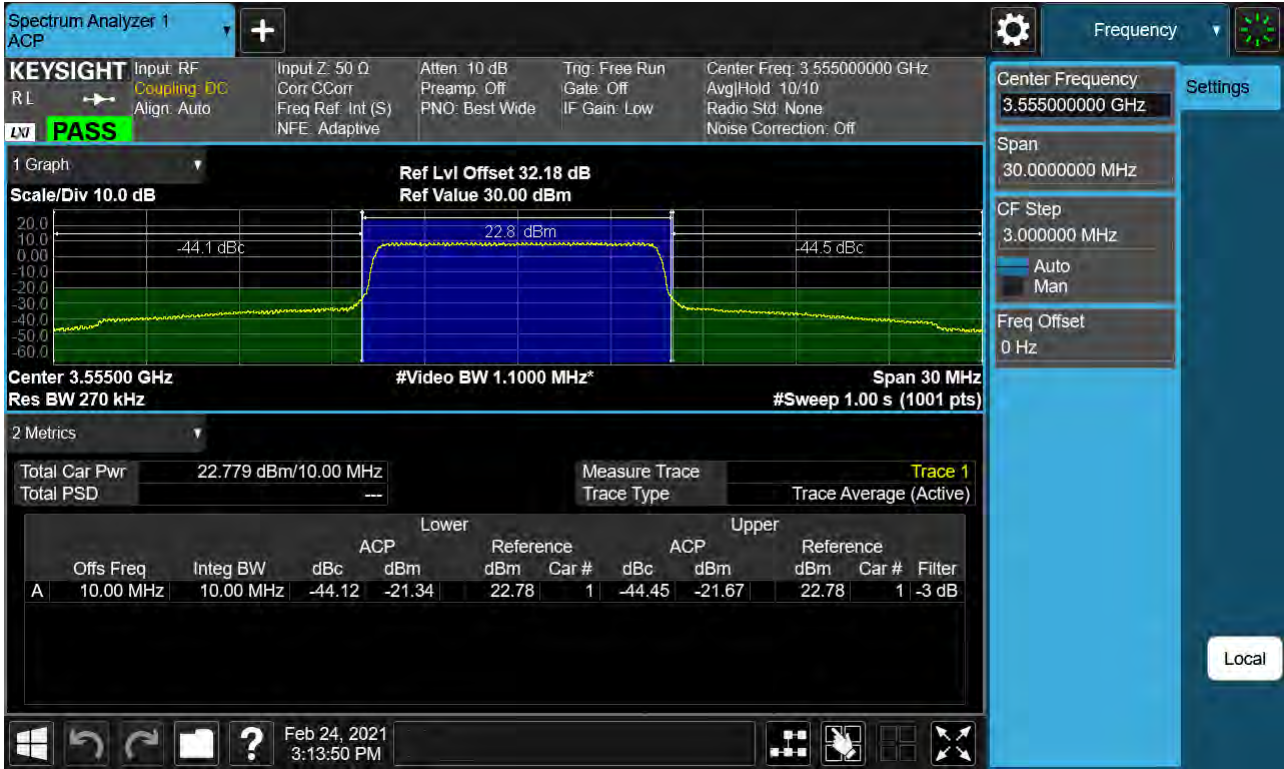 Spectrum Analyzer 1
ACP
Frequency
KEYSIGHT
R L
LXI
PASS
Input: RF
Coupling: DC
Align: Auto
Input Z: 50 Ω
Corr CCorr
Freq Ref: Int (S)
NFE: Adaptive
Atten: 10 dB
Preamp: Off
PNO: Best Wide
Trig: Free Run
Gate: Off
IF Gain: Low
Center Freq: 3.555000000 GHz
Avg|Hold: 10/10
Radio Std: None
Noise Correction: Off
1 Graph
Scale/Div 10.0 dB
Ref Lvl Offset 32.18 dB
Ref Value 30.00 dBm
20.0
10.0
0.00
-10.0
-20.0
-30.0
-40.0
-50.0
-60.0
-44.1 dBc
22.8 dBm
-44.5 dBc
Center 3.55500 GHz
#Video BW 1.1000 MHz*
Span 30 MHz
Res BW 270 kHz
#Sweep 1.00 s (1001 pts)
2 Metrics
Total Car Pwr 22.779 dBm/10.00 MHz
Total PSD ---
Measure Trace Trace 1
Trace Type Trace Average (Active)
Lower Upper
ACP Reference ACP Reference
Offs Freq Integ BW dBc dBm dBm Car # dBc dBm dBm Car # Filter
A 10.00 MHz 10.00 MHz -44.12 -21.34 22.78 1 -44.45 -21.67 22.78 1 -3 dB
Feb 24, 2021
3:13:50 PM
Center Frequency
3.555000000 GHz
Span
30.0000000 MHz
CF Step
3.000000 MHz
Auto
Man
Freq Offset
0 Hz
Settings
Local